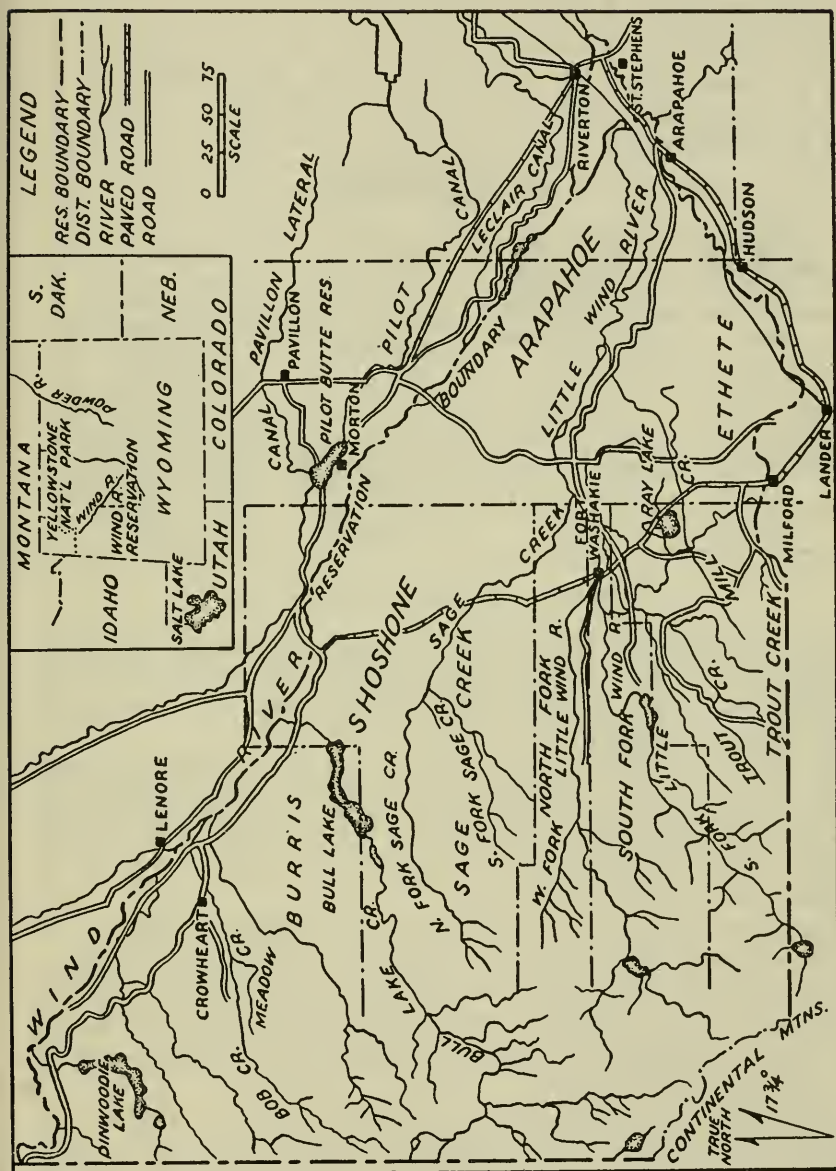 LEGEND
RES. BOUNDARY
DIST. BOUNDARY
RIVER
PAVED ROAD
ROAD
0 25 50 75
SCALE
MONTANA
S.
DAK.
YELLOWSTONE
NAT'L PARK
POWDER R.
WIND R.
WIND R.
RESERVATION
IDAHO
WYOMING
NEB.
SALT LAKE
UTAH
COLORADO
WIND
RIVER
RESERVATION
BOUNDARY
DINWOODIE
LAKE
LENORE
CROWHEART
MEADOW
CR.
BOB
CR.
BURRIS
BULL LAKE
BULL
LAKE
CR.
SHOSHONE
PAVILLON LATERAL
PAVILLON
CANAL
PILOT BUTTE RES.
MORTON
PILOT
CANAL
LECLAIR CANAL
RIVERTON
ST. STEPHENS
ARAPAHOE
ARAPAHOE
LITTLE WIND RIVER
HUDSON
ETHETE
LANDER
MILFORD
SAGE CREEK
N. FORK SAGE CR.
SAGE CREEK
S. FORK SAGE CR.
FORT
WASHAKIE
RAY LAKE
CR.
MILL
W. FORK
NORTH FORK
LITTLE WIND R.
SOUTH FORK
LITTLE
WIND R.
S. FORK
LITTLE
TROUT
CR.
TROUT CREEK
CONTINENTAL
MTNS.
TRUE
NORTH
17 3/4°